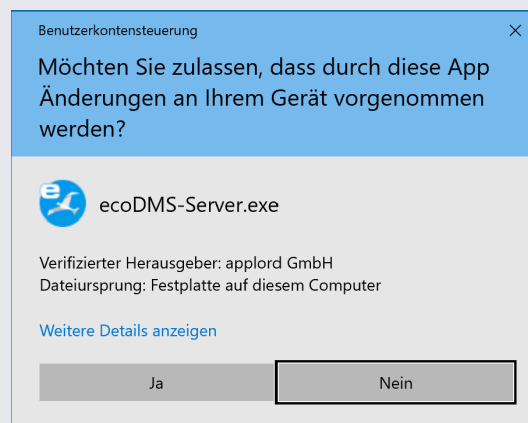 Benutzerkontensteuerung
Möchten Sie zulassen, dass durch diese App
Änderungen an Ihrem Gerät vorgenommen
werden?
e
ecoDMS-Server.exe
Verifizierter Herausgeber: applord GmbH
Dateiursprung: Festplatte auf diesem Computer
Weitere Details anzeigen
Ja
Nein